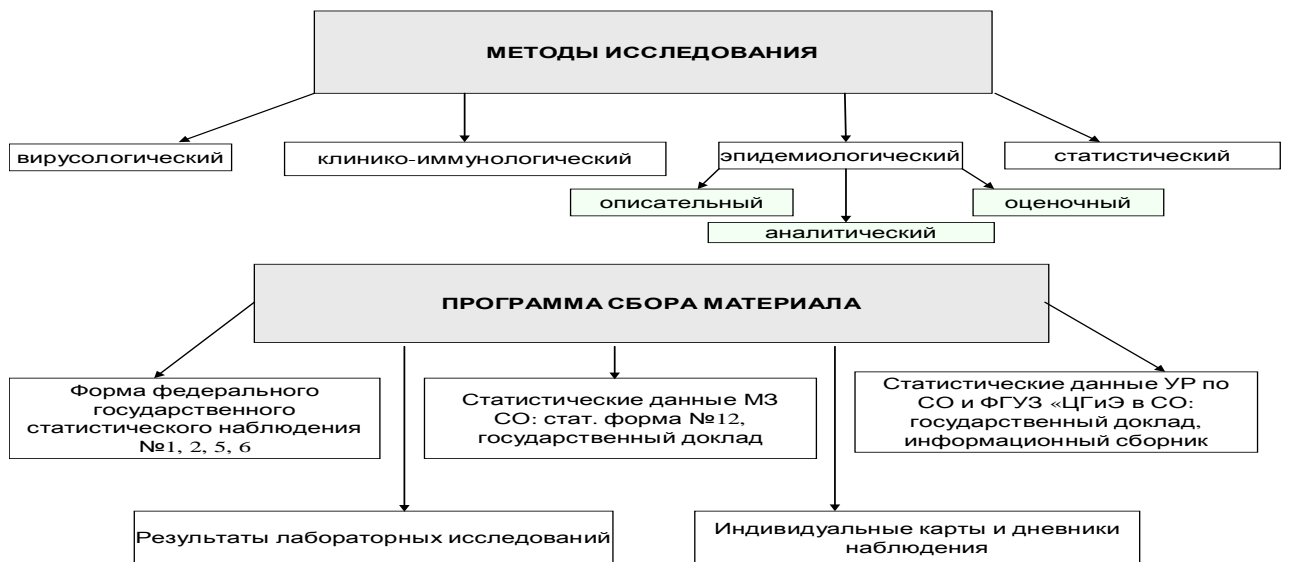 МЕТОДЫ ИССЛЕДОВАНИЯ
вирусологический
клинико-иммунологический
эпидемиологический
статистический
описательный
оценочный
аналитический
ПРОГРАММА СБОРА МАТЕРИАЛА
Форма федерального
государственного
статистического наблюдения
№1, 2, 5, 6
Статистические данные МЗ
СО: стат. форма №12,
государственный доклад
Статистические данные УР по
СО и ФГУЗ «ЦГиЭ в СО:
государственный доклад,
информационный сборник
Результаты лабораторных исследований
Индивидуальные карты и дневники
наблюдения